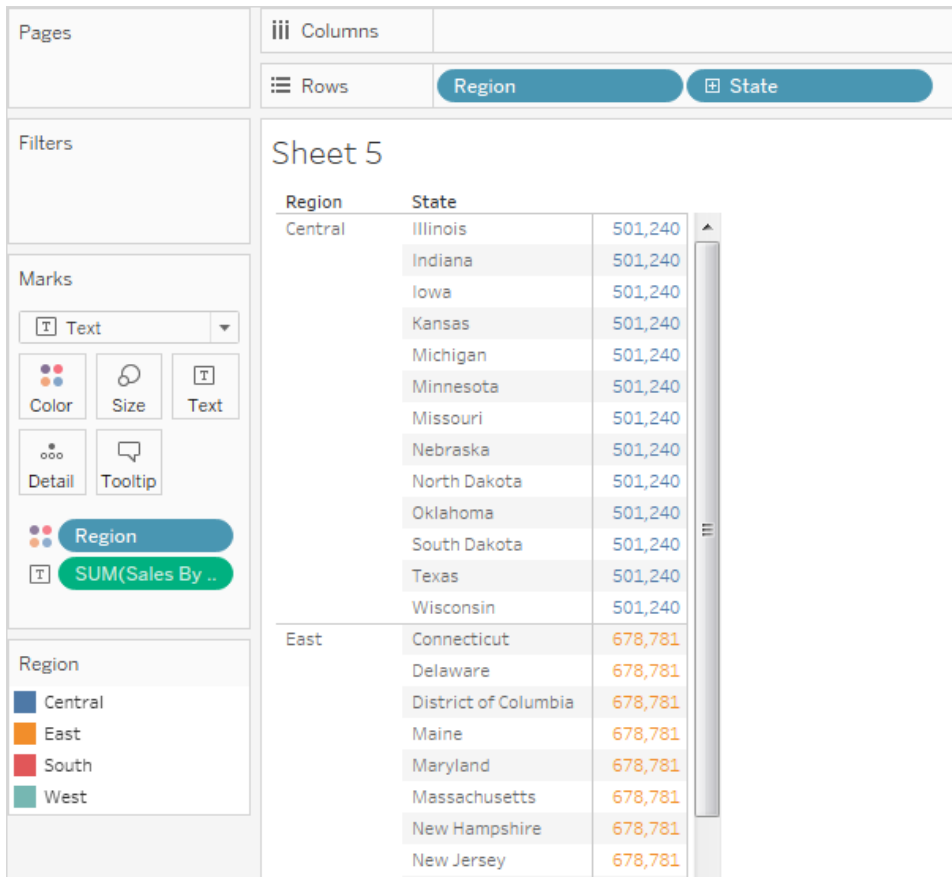 Pages
Columns
Rows Region State
Filters
Sheet 5
Region State
Central Illinois 501,240
Indiana 501,240
Iowa 501,240
Kansas 501,240
Michigan 501,240
Minnesota 501,240
Missouri 501,240
Nebraska 501,240
North Dakota 501,240
Oklahoma 501,240
South Dakota 501,240
Texas 501,240
Wisconsin 501,240
East Connecticut 678,781
Delaware 678,781
District of Columbia 678,781
Maine 678,781
Maryland 678,781
Massachusetts 678,781
New Hampshire 678,781
New Jersey 678,781
Marks
T Text
Color Size T Text
Detail Tooltip
Region
T SUM(Sales By ..
Region
Central
East
South
West